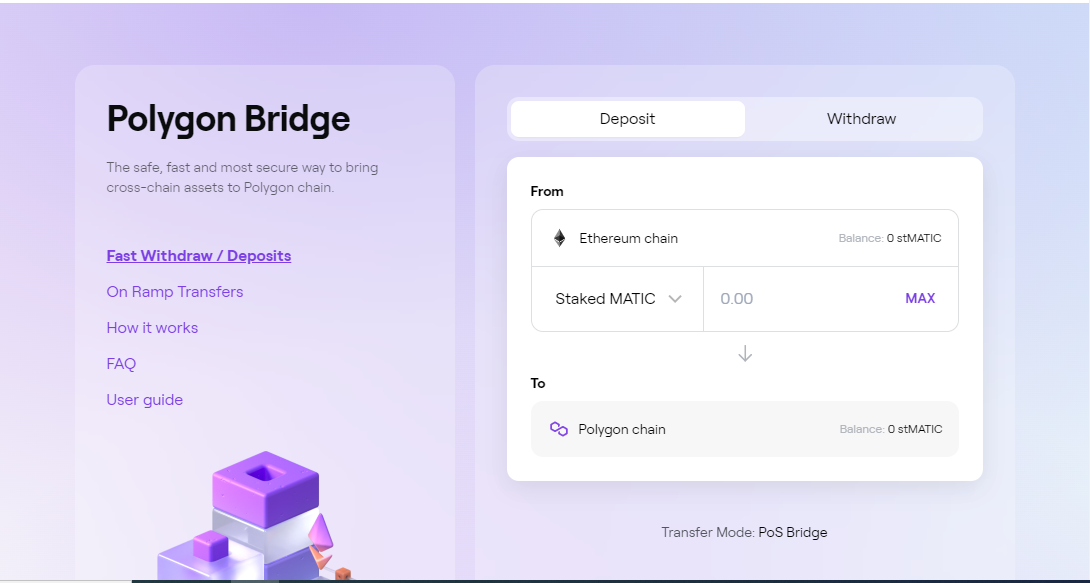 Polygon Bridge
The safe, fast and most secure way to bring
cross-chain assets to Polygon chain.
Fast Withdraw / Deposits
On Ramp Transfers
How it works
FAQ
User guide
Deposit Withdraw
From
Ethereum chain Balance: 0 stMATIC
Staked MATIC 0.00 MAX
To
Polygon chain Balance: 0 stMATIC
Transfer Mode: PoS Bridge